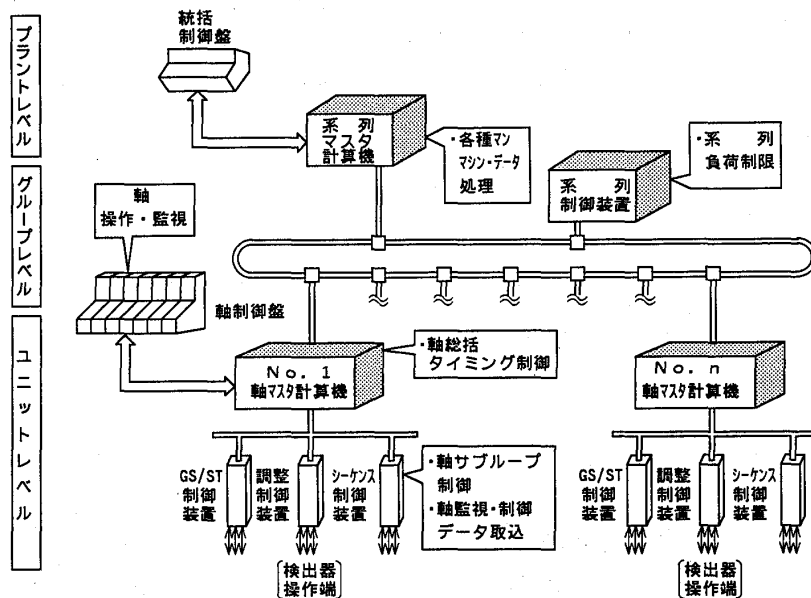 プラントレベル
グループレベル
ユニットレベル
統括
制御盤
系 列
マスタ
計算機
・各種マン
マシン・データ
処理
系 列
制御装置
・系 列
負荷制限
軸
操作・監視
軸制御盤
No. 1
軸マスタ計算機
・軸総括
タイミング制御
No. n
軸マスタ計算機
GS/ST
制御
装置
調整
制御
装置
シーケンス
制御
装置
・軸サブループ
制御
・軸監視・制御
データ取込
検出器
操作端
GS/ST
制御
装置
調整
制御
装置
シーケンス
制御
装置
検出器
操作端